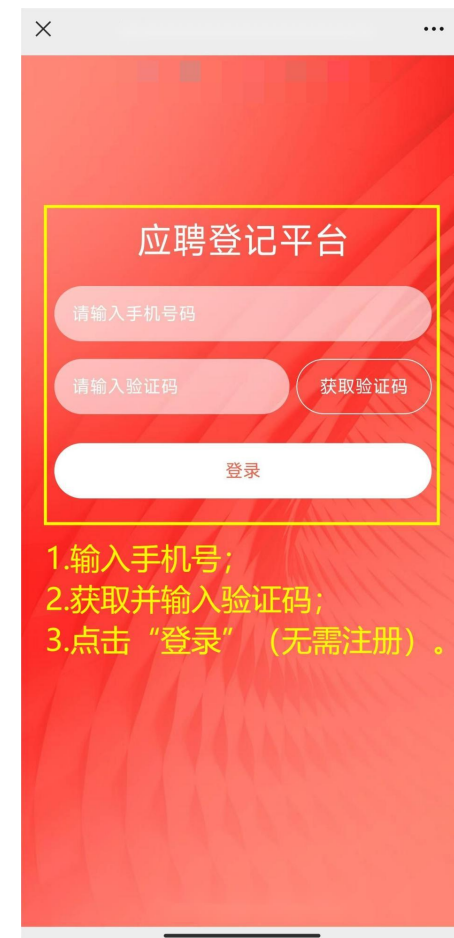 应聘登记平台
请输入手机号码
请输入验证码 获取验证码
登录
1.输入手机号；
2.获取并输入验证码；
3.点击“登录”（无需注册）。